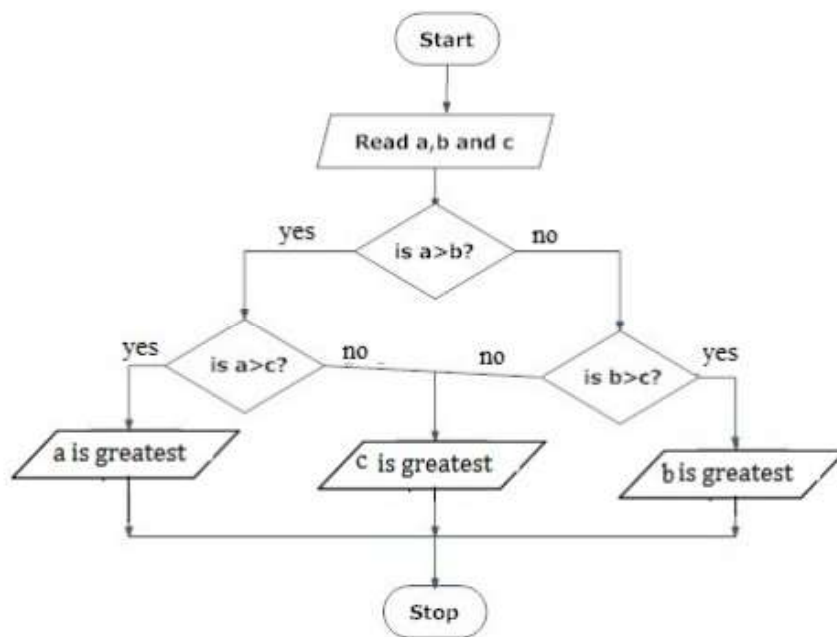 Start
Read a,b and c
is a>b?
yes
no
is a>c?
yes
no
is b>c?
no
yes
a is greatest
c is greatest
b is greatest
Stop